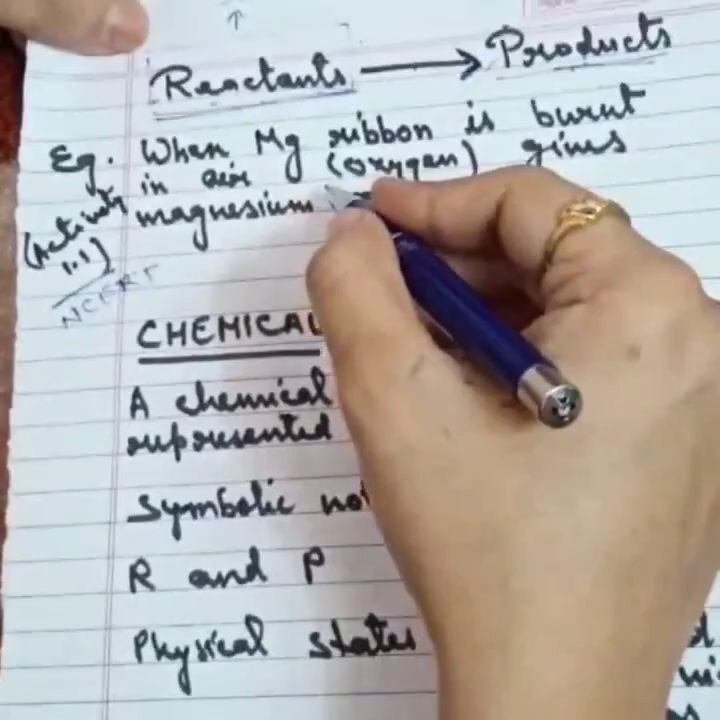 Reactants → Products
Eg. When Mg ribbon is burnt
in air (oxygen) gives
(Activity magnesium
1.1)
NCERT
CHEMICAL
A chemical
represented
Symbolic
R and P
Physical states